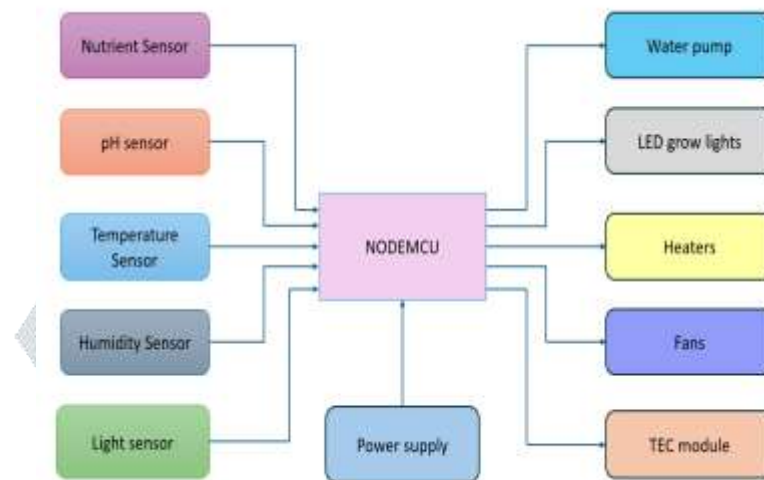 Nutrient Sensor
pH sensor
Temperature
Sensor
Humidity Sensor
Light sensor
NODEMCU
Power supply
Water pump
LED grow lights
Heaters
Fans
TEC module